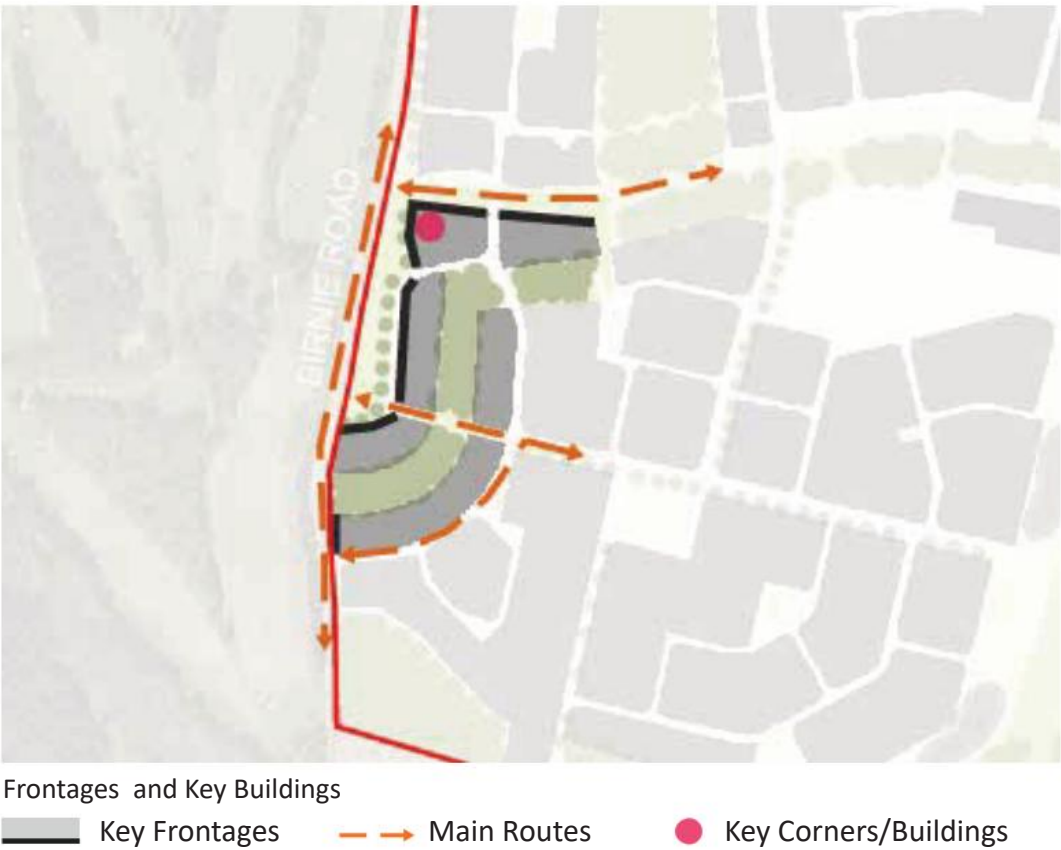 BIRNIE ROAD
Frontages and Key Buildings
Key Frontages Main Routes Key Corners/Buildings